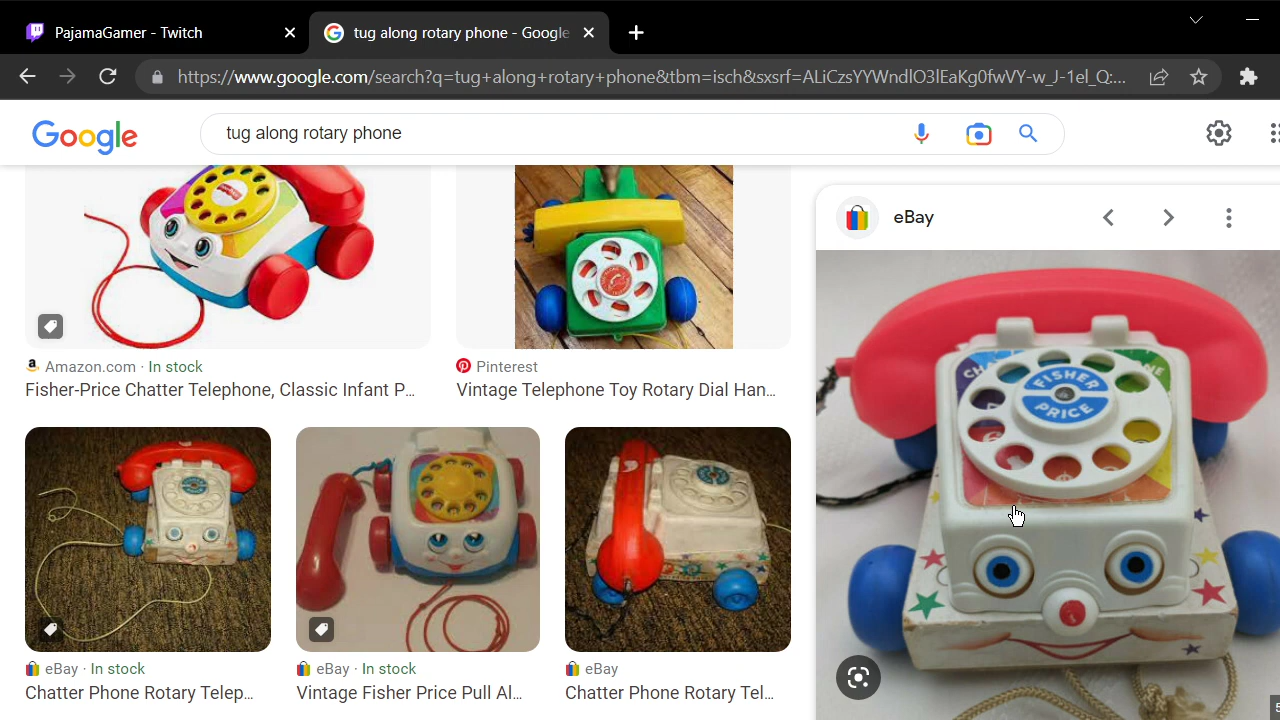 PajamaGamer - Twitch
tug along rotary phone - Google
https://www.google.com/search?q=tug+along+rotary+phone&tbm=isch&sxsrf=ALiCzsYYWndlO3lEaKg0fwVY-w_J-1el_Q:...
Google
tug along rotary phone
eBay
Amazon.com · In stock
Fisher-Price Chatter Telephone, Classic Infant P...
Pinterest
Vintage Telephone Toy Rotary Dial Han...
FISHER
PRICE
eBay · In stock
Chatter Phone Rotary Telep...
eBay · In stock
Vintage Fisher Price Pull Al...
eBay
Chatter Phone Rotary Tel...